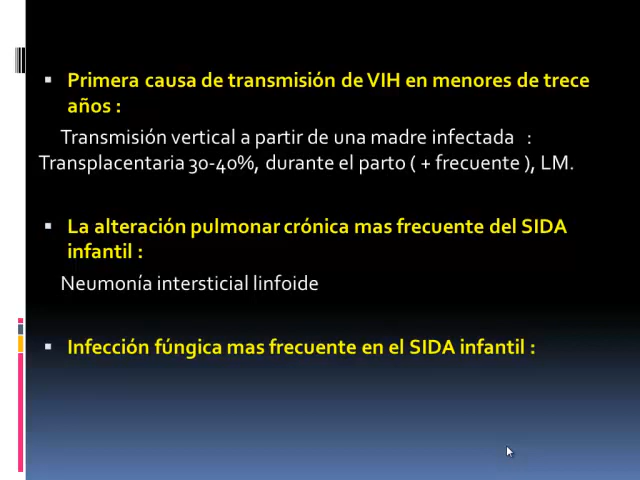 ▪ Primera causa de transmisión de VIH en menores de trece
años :
Transmisión vertical a partir de una madre infectada :
Transplacentaria 30-40%, durante el parto ( + frecuente ), LM.
▪ La alteración pulmonar crónica mas frecuente del SIDA
infantil :
Neumonía intersticial linfoide
▪ Infección fúngica mas frecuente en el SIDA infantil :